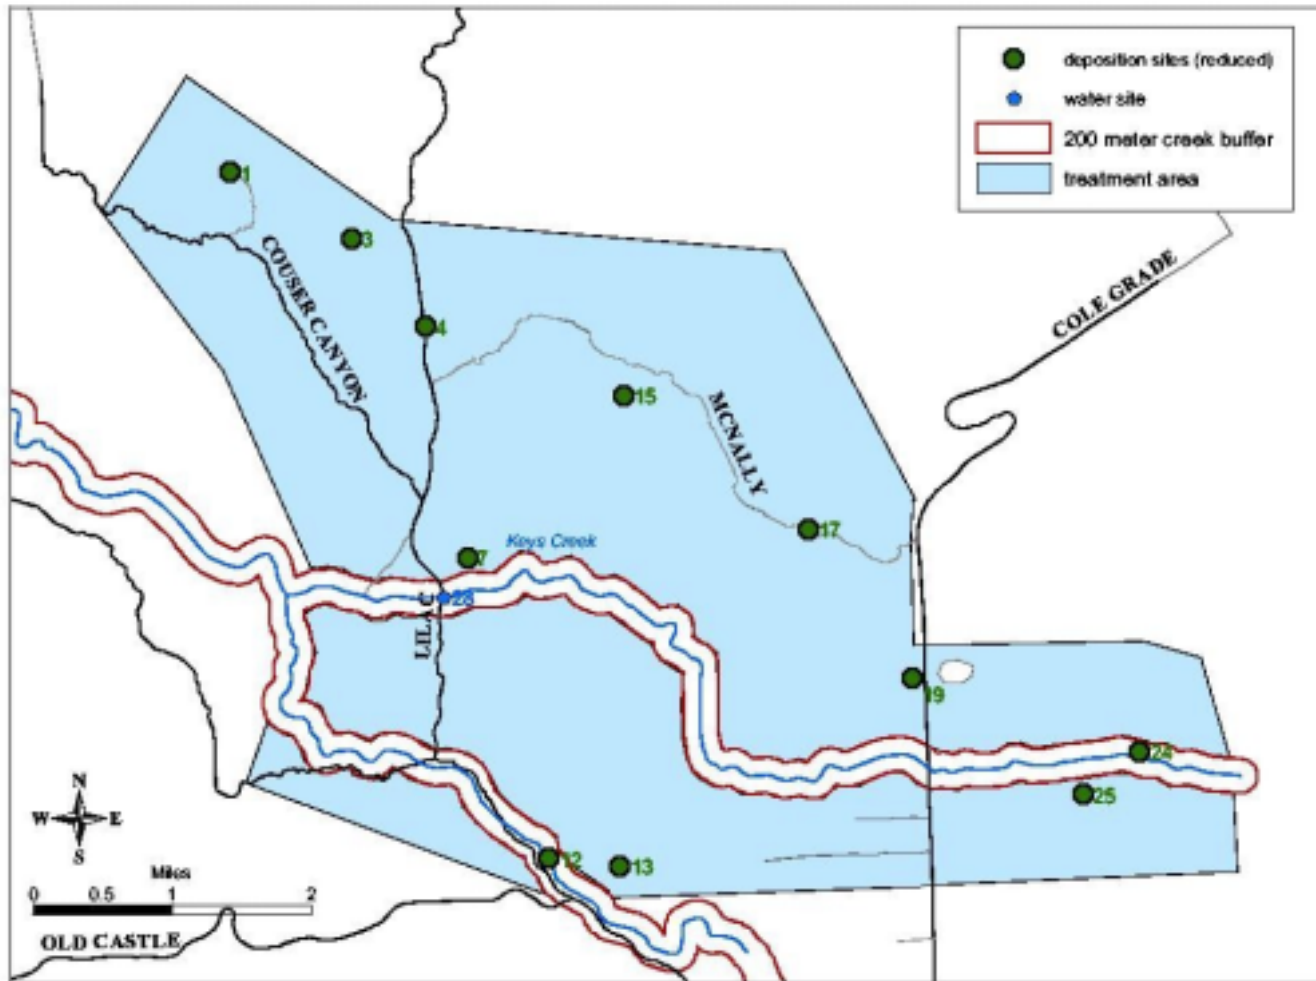 deposition sites (reduced)
water site
200 meter creek buffer
treatment area
1
3
COUSER CANYON
4
COLE GRADE
15
MCNALLY
17
7
Keys Creek
28
LILAC
19
24
25
12
13
N
W E
S
Miles
0 0.5 1 2
OLD CASTLE